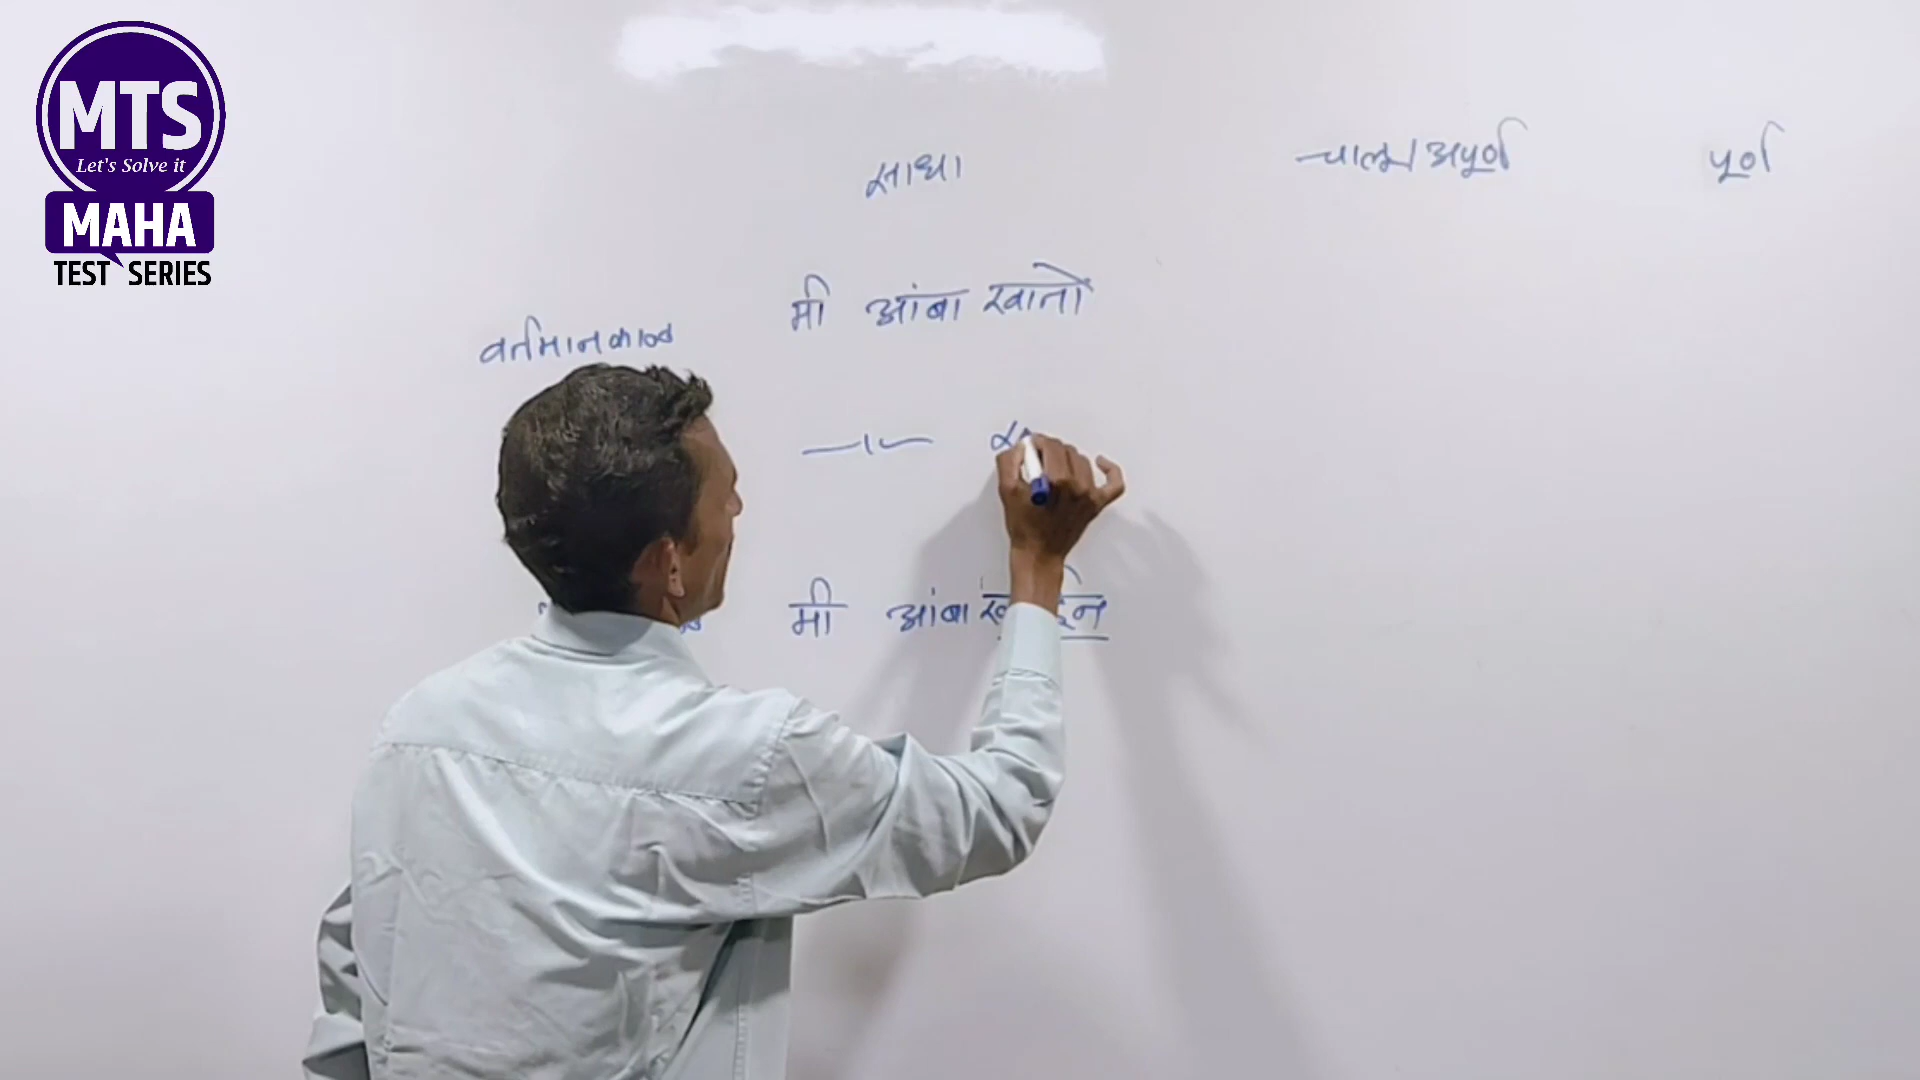 MTS
Let's Solve it
MAHA
TEST SERIES
साधा चालू/अपूर्ण पूर्ण
मी आंबा खातो
वर्तमानकाळ
मी आंबा